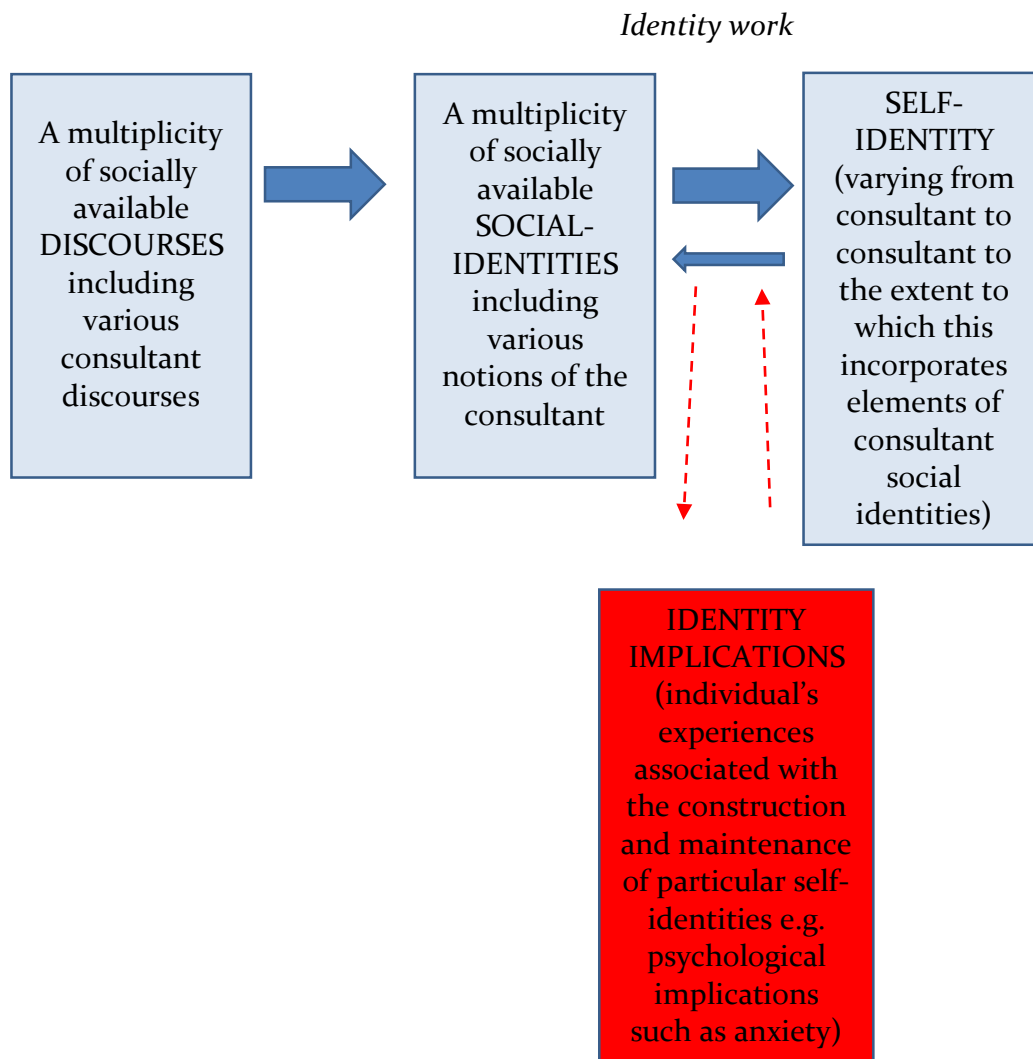 Identity work
A multiplicity
of socially
available
DISCOURSES
including
various
consultant
discourses
A multiplicity
of socially
available
SOCIAL-
IDENTITIES
including
various
notions of the
consultant
SELF-
IDENTITY
(varying from
consultant to
consultant to
the extent to
which this
incorporates
elements of
consultant
social
identities)
IDENTITY
IMPLICATIONS
(individual’s
experiences
associated with
the construction
and maintenance
of particular self-
identities e.g.
psychological
implications
such as anxiety)